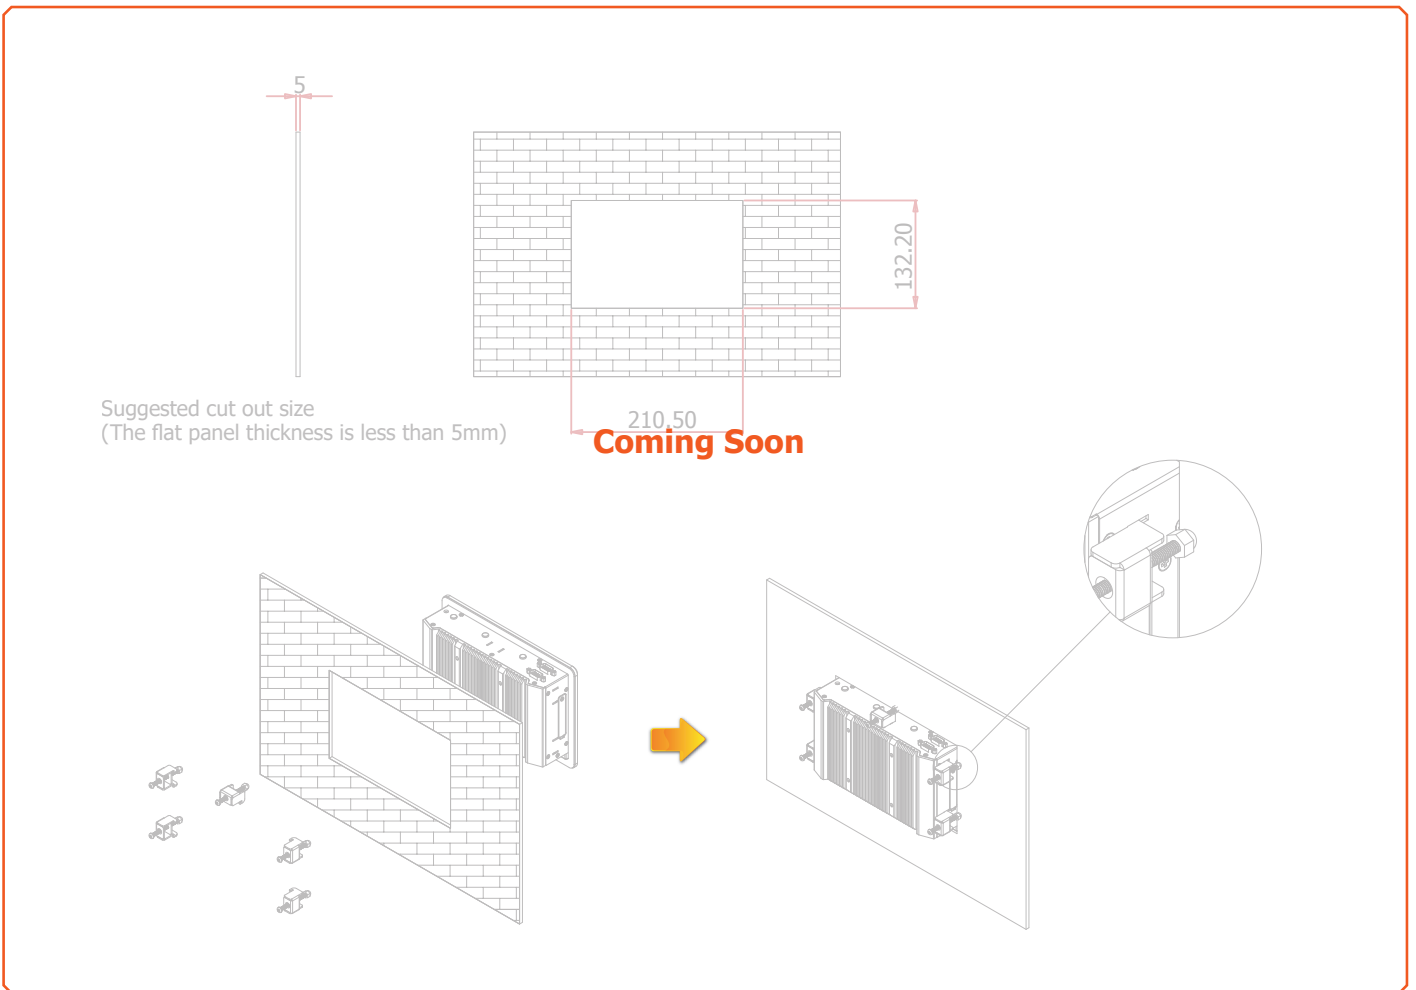 5
132.20
Suggested cut out size
(The flat panel thickness is less than 5mm)
210.50
Coming Soon